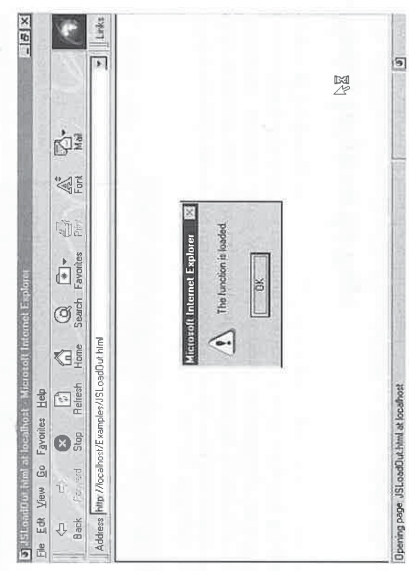 JSLoadOut.html at localhost - Microsoft Internet Explorer
File Edit View Go Favorites Help
Back Forward Stop Refresh Home Search Favorites Print Font Mail
Address http://localhost/Examples/JSLoadOut.html Links
Microsoft Internet Explorer
The function is loaded.
OK
Opening page: JSLoadOut.html at localhost